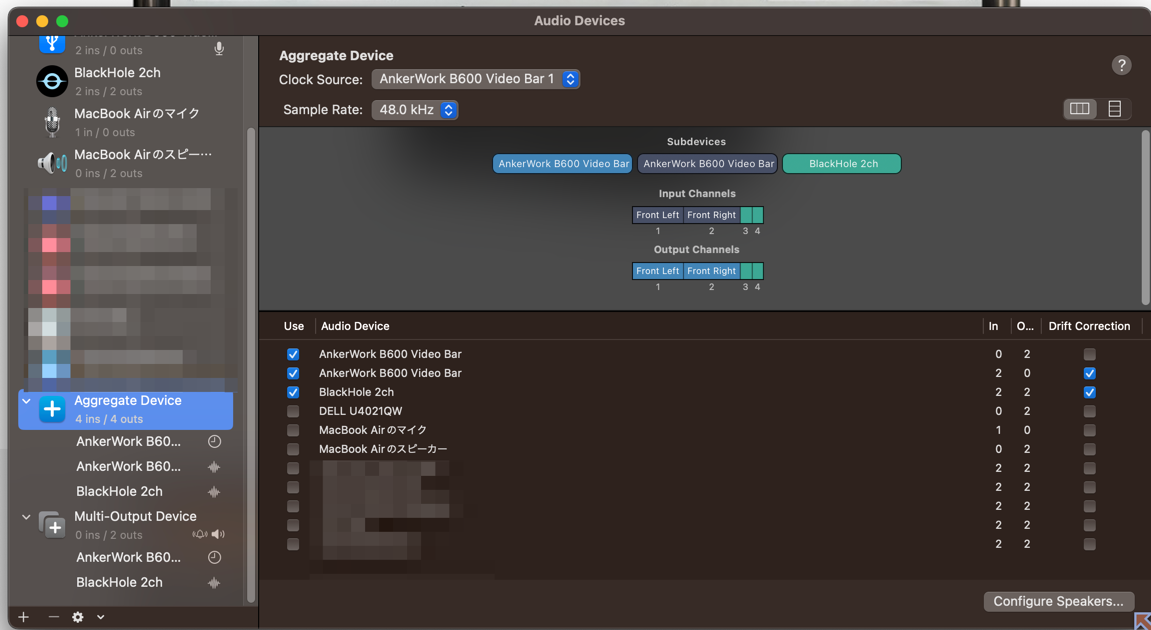 Audio Devices
2 ins / 0 outs
BlackHole 2ch
2 ins / 2 outs
MacBook Airのマイク
1 in / 0 outs
MacBook Airのスピー…
0 ins / 2 outs
Aggregate Device
4 ins / 4 outs
AnkerWork B60...
AnkerWork B60...
BlackHole 2ch
Multi-Output Device
0 ins / 2 outs
AnkerWork B60...
BlackHole 2ch
Aggregate Device
Clock Source: AnkerWork B600 Video Bar 1
?
Sample Rate: 48.0 kHz
Subdevices
AnkerWork B600 Video Bar AnkerWork B600 Video Bar BlackHole 2ch
Input Channels
Front Left Front Right
1 2 3 4
Output Channels
Front Left Front Right
1 2 3 4
Use Audio Device In O... Drift Correction
AnkerWork B600 Video Bar 0 2
AnkerWork B600 Video Bar 2 0
BlackHole 2ch 2 2
DELL U4021QW 0 2
MacBook Airのマイク 1 0
MacBook Airのスピーカー 0 2
2 2
2 2
2 2
2 2
2 2
Configure Speakers...